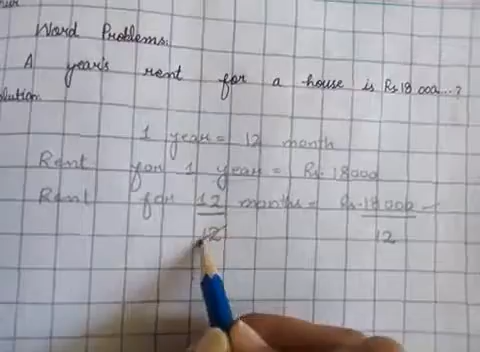 Word Problems:
A year's rent for a house is Rs.18.000...?
olution
1 year = 12 month
Rent for 1 year = Rs. 18000
Rent for 12 months = Rs.18000
12 12